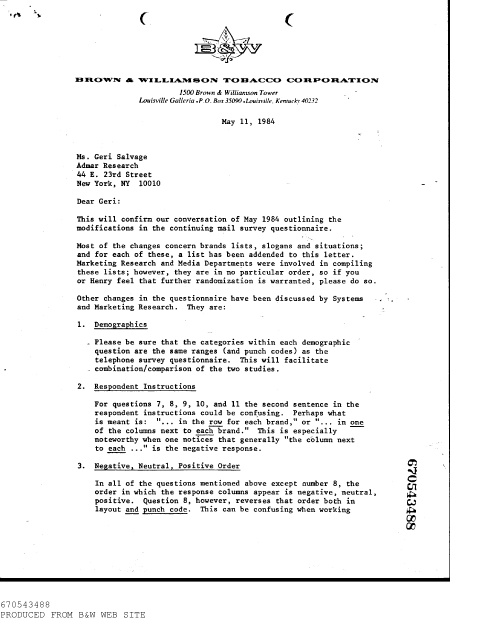 B&W
BROWN & WILLIAMSON TOBACCO CORPORATION
1500 Brown & Williamson Tower
Louisville Galleria • P.O. Box 35090 • Louisville, Kentucky 40232
May 11, 1984
Ms. Geri Salvage
Admar Research
44 E. 23rd Street
New York, NY 10010
Dear Geri:
This will confirm our conversation of May 1984 outlining the
modifications in the continuing mail survey questionnaire.
Most of the changes concern brands lists, slogans and situations;
and for each of these, a list has been addended to this letter.
Marketing Research and Media Departments were involved in compiling
these lists; however, they are in no particular order, so if you
or Henry feel that further randomization is warranted, please do so.
Other changes in the questionnaire have been discussed by Systems
and Marketing Research. They are:
1. Demographics
Please be sure that the categories within each demographic
question are the same ranges (and punch codes) as the
telephone survey questionnaire. This will facilitate
combination/comparison of the two studies.
2. Respondent Instructions
For questions 7, 8, 9, 10, and 11 the second sentence in the
respondent instructions could be confusing. Perhaps what
is meant is: "... in the row for each brand," or "... in one
of the columns next to each brand." This is especially
noteworthy when one notices that generally "the column next
to each ..." is the negative response.
3. Negative, Neutral, Positive Order
In all of the questions mentioned above except number 8, the
order in which the response columns appear is negative, neutral,
positive. Question 8, however, reverses that order both in
layout and punch code. This can be confusing when working
670543488
670543488
PRODUCED FROM B&W WEB SITE